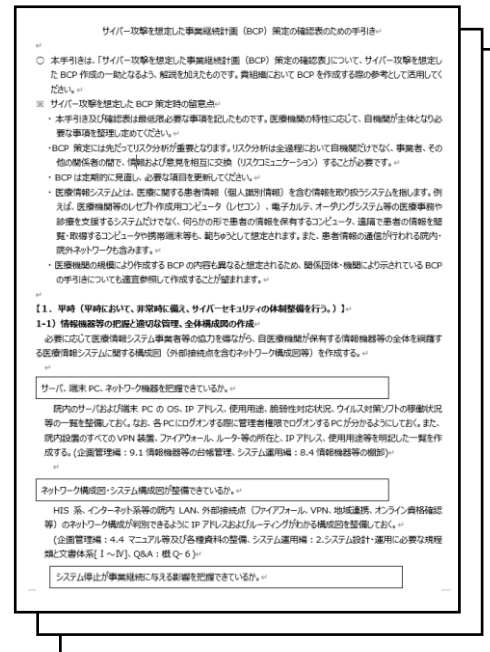 サイバー攻撃を想定した事業継続計画（BCP）策定の確認表のための手引き↵
↵
○ 本手引きは、「サイバー攻撃を想定した事業継続計画（BCP）策定の確認表」について、サイバー攻撃を想定し
た BCP 作成の一助となるよう、解説を加えたものです。貴組織において BCP を作成する際の参考として活用してく
ださい。↵
※ サイバー攻撃を想定した BCP 策定時の留意点↵
・本手引き及び確認表は最低限必要な事項を記したものです。医療機関の特性に応じて、自機関が主体となり必
要な事項を整理し定めてください。↵
・BCP 策定には先だってリスク分析が重要となります。リスク分析は全過程において自機関だけでなく、事業者、その
他の関係者の間で、情報および意見を相互に交換（リスクコミュニケーション）することが必要です。↵
・BCP は定期的に見直し、必要な項目を更新してください。↵
・医療情報システムとは、医療に関する患者情報（個人識別情報）を含む情報を取り扱うシステムを指します。例
えば、医療機関等のレセプト作成用コンピュータ（レセコン）、電子カルテ、オーダリングシステム等の医療事務や
診療を支援するシステムだけでなく、何らかの形で患者の情報を保有するコンピュータ、遠隔で患者の情報を閲
覧・取得するコンピュータや携帯端末等も、範ちゅうとして想定されます。また、患者情報の通信が行われる院内・
院外ネットワークも含みます。↵
・医療機関の規模により作成する BCP の内容も異なると想定されるため、関係団体・機関により示されている BCP
の手引きについても適宜参照して作成することが望まれます。↵
↵
【１．平時（平時において、非常時に備え、サイバーセキュリティの体制整備を行う。）】↵
1-1）情報機器等の把握と適切な管理、全体構成図の作成↵
必要に応じて医療情報システム事業者等の協力を得ながら、自医療機関が保有する情報機器等の全体を網羅す
る医療情報システムに関する構成図（外部接続点を含むネットワーク構成図等）を作成する。↵
↵
サーバ、端末 PC、ネットワーク機器を把握できているか。↵
院内のサーバおよび端末 PC の OS、IP アドレス、使用用途、脆弱性対応状況、ウイルス対策ソフトの稼働状況
等の一覧を整備しておく。なお、各 PC にログオンする際に管理者権限でログオンする PC が分かるようにしておく。また、
院内設置のすべての VPN 装置、ファイアウォール、ルータ等の所在と、IP アドレス、使用用途等を明記した一覧を作
成する。（企画管理編：9.1 情報機器等の台帳管理、システム運用編：8.4 情報機器等の棚卸）↵
↵
ネットワーク構成図・システム構成図が整備できているか。↵
HIS 系、インターネット系等の院内 LAN、外部接続点（ファイアウォール、VPN、地域連携、オンライン資格確認
等）のネットワーク構成が判別できるように IP アドレスおよびルーティングがわかる構成図を整備しておく。↵
（企画管理編：4.4 マニュアル等及び各種資料の整備、システム運用編：2.システム設計・運用に必要な規程
類と文書体系[Ⅰ～Ⅳ]、Q&A：概 Q-6）↵
システム停止が事業継続に与える影響を把握できているか。↵